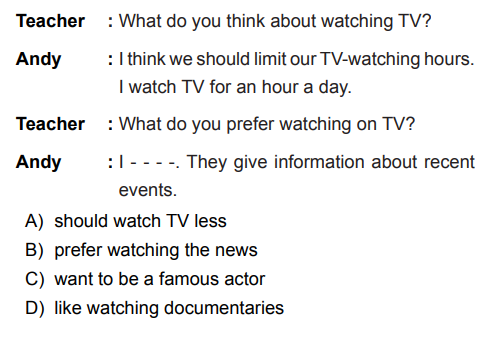 Teacher : What do you think about watching TV?
Andy : I think we should limit our TV-watching hours.
I watch TV for an hour a day.
Teacher : What do you prefer watching on TV?
Andy : I - - - -. They give information about recent
events.
A) should watch TV less
B) prefer watching the news
C) want to be a famous actor
D) like watching documentaries